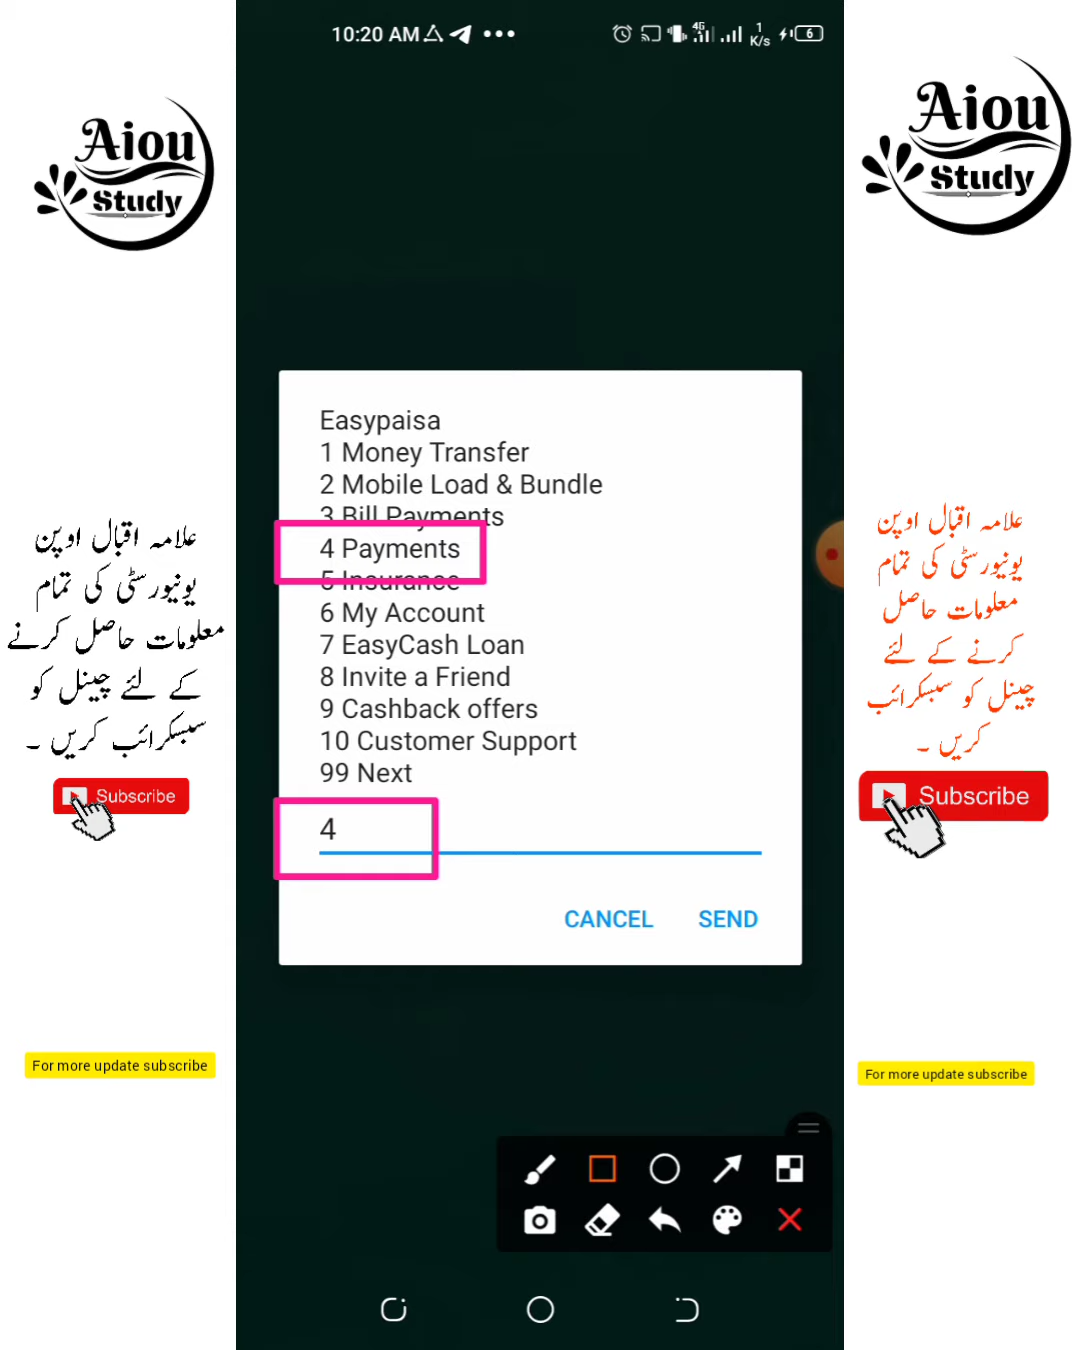 10:20 AM
4G
1
K/s
6
Aiou
Study
Aiou
Study
Easypaisa
1 Money Transfer
2 Mobile Load & Bundle
3 Bill Payments
4 Payments
5 Insurance
6 My Account
7 EasyCash Loan
8 Invite a Friend
9 Cashback offers
10 Customer Support
99 Next
4
CANCEL
SEND
علامہ اقبال اوپن
یونیورسٹی کی تمام
معلومات حاصل کرنے
کے لئے چینل کو
سبسکرائب کریں ۔
Subscribe
For more update subscribe
علامہ اقبال اوپن
یونیورسٹی کی تمام
معلومات حاصل
کرنے کے لئے
چینل کو سبسکرائب
کریں ۔
Subscribe
For more update subscribe